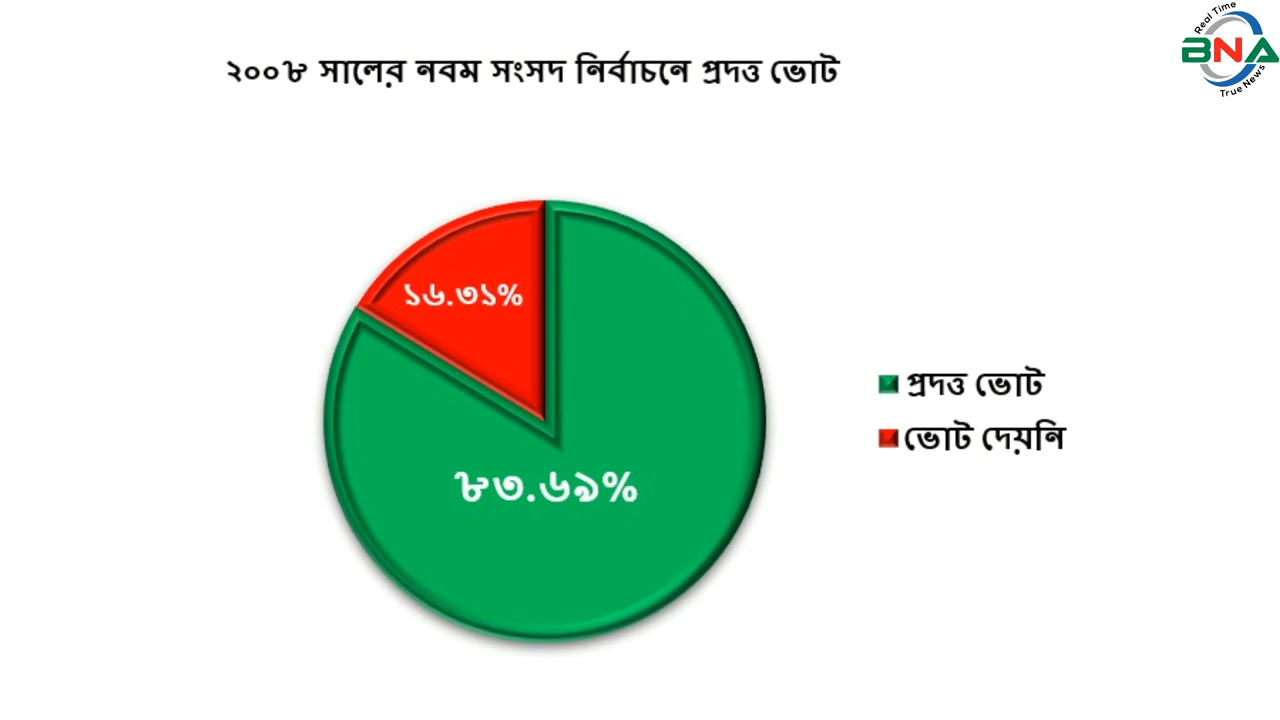 ২০০৮ সালের নবম সংসদ নির্বাচনে প্রদত্ত ভোট
Real Time
BNA
True News
১৬.৩১%
৮৩.৬৯%
প্রদত্ত ভোট
ভোট দেয়নি